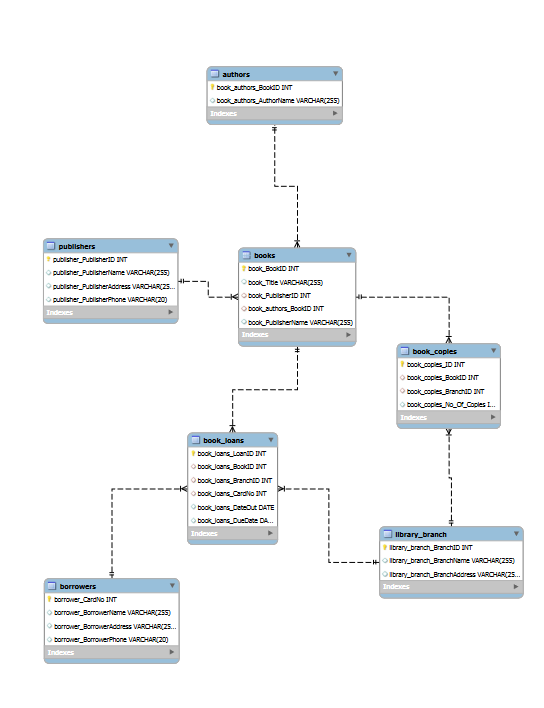 authors
book_authors_BookID INT
book_authors_AuthorName VARCHAR(255)
Indexes
publishers
publisher_PublisherID INT
publisher_PublisherName VARCHAR(255)
publisher_PublisherAddress VARCHAR(25...
publisher_PublisherPhone VARCHAR(20)
Indexes
books
book_BookID INT
book_Title VARCHAR(255)
book_PublisherID INT
book_authors_BookID INT
book_PublisherName VARCHAR(255)
Indexes
book_copies
book_copies_ID INT
book_copies_BookID INT
book_copies_BranchID INT
book_copies_No_Of_Copies I...
Indexes
book_loans
book_loans_LoanID INT
book_loans_BookID INT
book_loans_BranchID INT
book_loans_CardNo INT
book_loans_DateOut DATE
book_loans_DueDate DA...
Indexes
library_branch
library_branch_BranchID INT
library_branch_BranchName VARCHAR(255)
library_branch_BranchAddress VARCHAR(25...
Indexes
borrowers
borrower_CardNo INT
borrower_BorrowerName VARCHAR(255)
borrower_BorrowerAddress VARCHAR(25...
borrower_BorrowerPhone VARCHAR(20)
Indexes